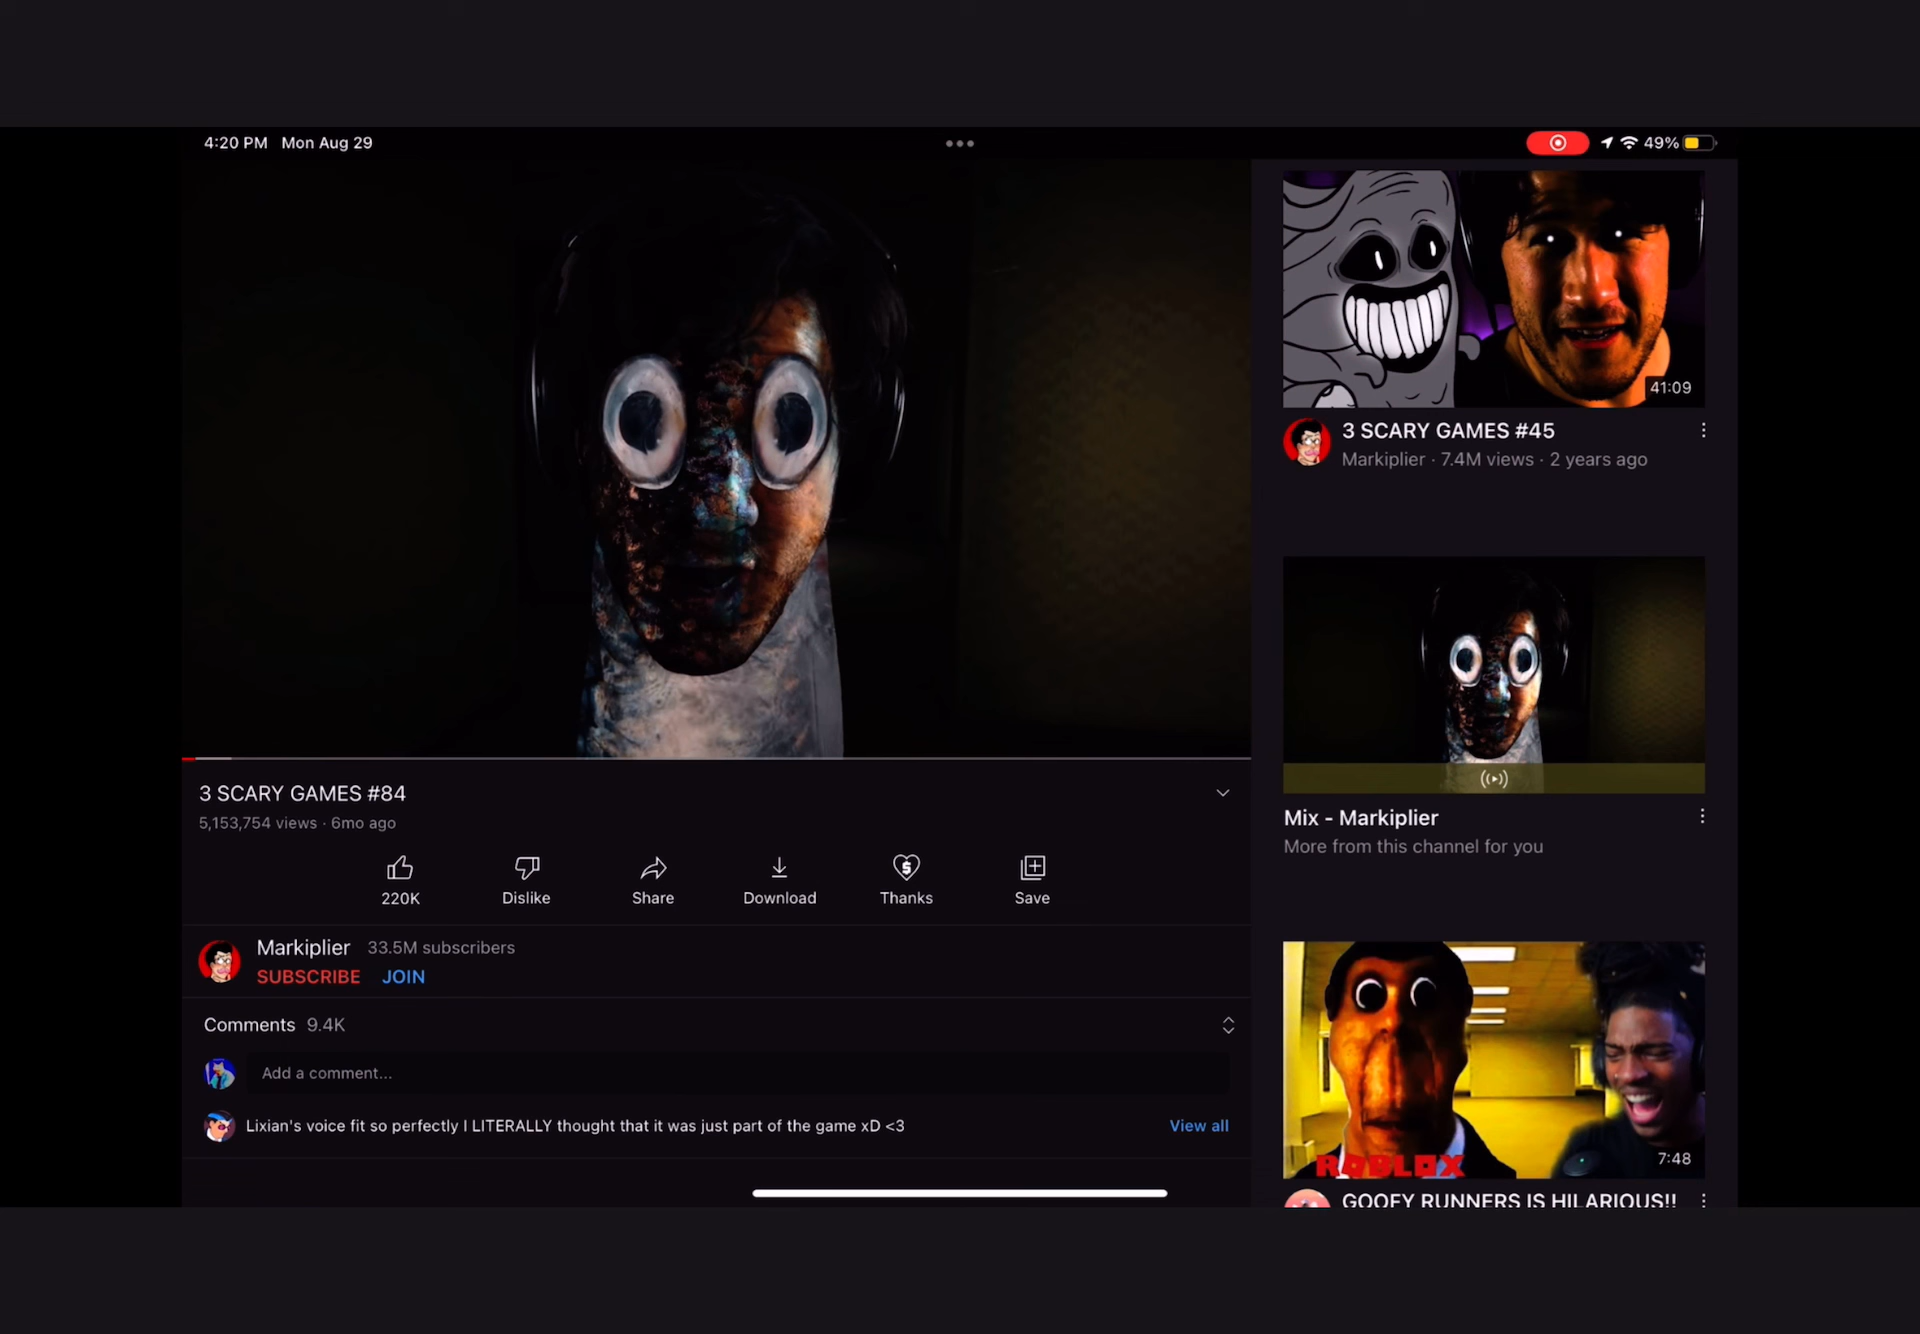 4:20 PM Mon Aug 29
49%
41:09
3 SCARY GAMES #45
Markiplier · 7.4M views · 2 years ago
3 SCARY GAMES #84
5,153,754 views · 6mo ago
220K
Dislike
Share
Download
Thanks
Save
Mix - Markiplier
More from this channel for you
Markiplier 33.5M subscribers
SUBSCRIBE JOIN
Comments 9.4K
Add a comment...
Lixian's voice fit so perfectly I LITERALLY thought that it was just part of the game xD <3
View all
ROBLOX
7:48
GOOFY RUNNERS IS HILARIOUS!!